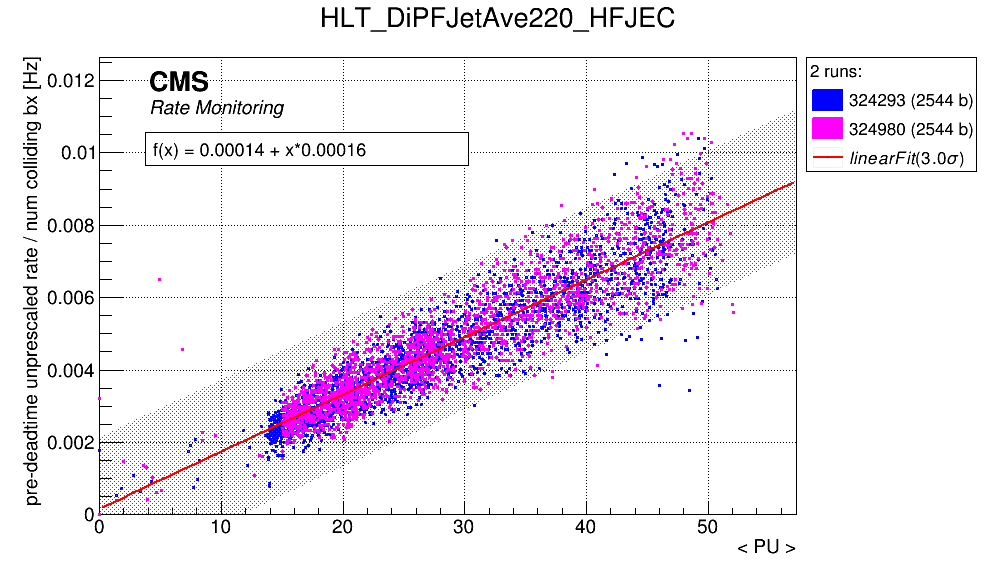 HLT_DiPFJetAve220_HFJEC
pre-deadtime unprescaled rate / num colliding bx [Hz]
0.012
0.01
0.008
0.006
0.004
0.002
0
CMS
Rate Monitoring
f(x) = 0.00014 + x*0.00016
2 runs:
324293 (2544 b)
324980 (2544 b)
linearFit(3.0σ)
0 10 20 30 40 50
< PU >